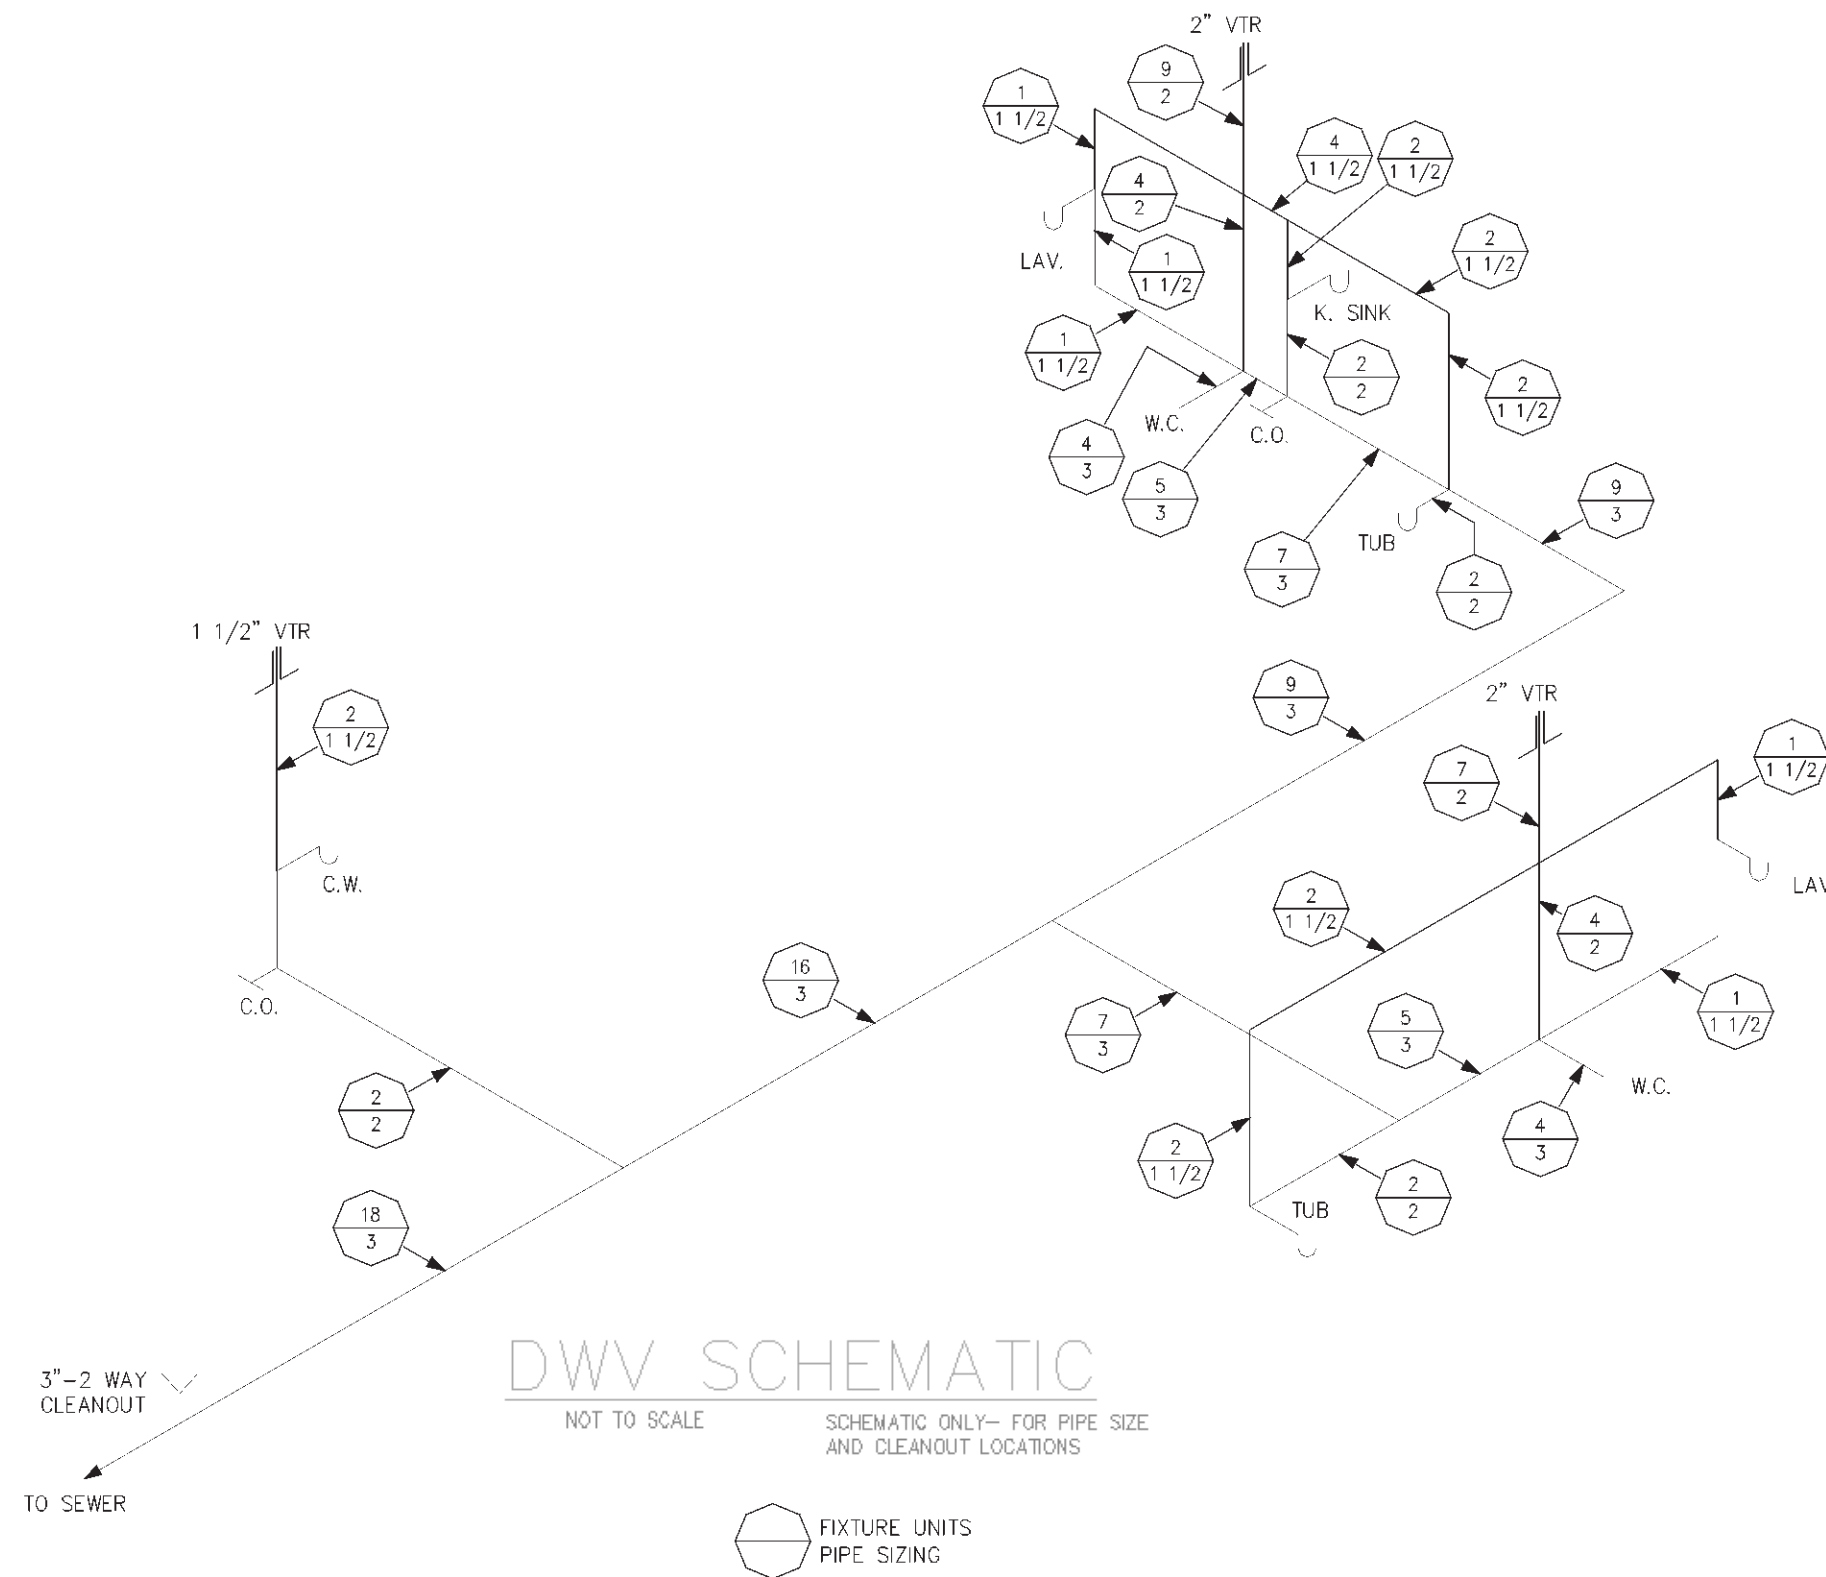 2" VTR
9
2
1
1 1/2
4
1 1/2
2
1 1/2
4
2
2
1 1/2
LAV.
1
1 1/2
K. SINK
1
1 1/2
2
2
2
1 1/2
W.C.
C.O.
4
3
5
3
9
3
TUB
7
3
2
2
1 1/2" VTR
2
1 1/2
9
3
2" VTR
7
2
1
1 1/2
C.W.
LAV
2
1 1/2
4
2
16
3
C.O.
7
3
5
3
1
1 1/2
2
2
W.C.
4
3
2
1 1/2
TUB
2
2
18
3
3"-2 WAY
CLEANOUT
TO SEWER
DWV SCHEMATIC
NOT TO SCALE
SCHEMATIC ONLY— FOR PIPE SIZE
AND CLEANOUT LOCATIONS
FIXTURE UNITS
PIPE SIZING